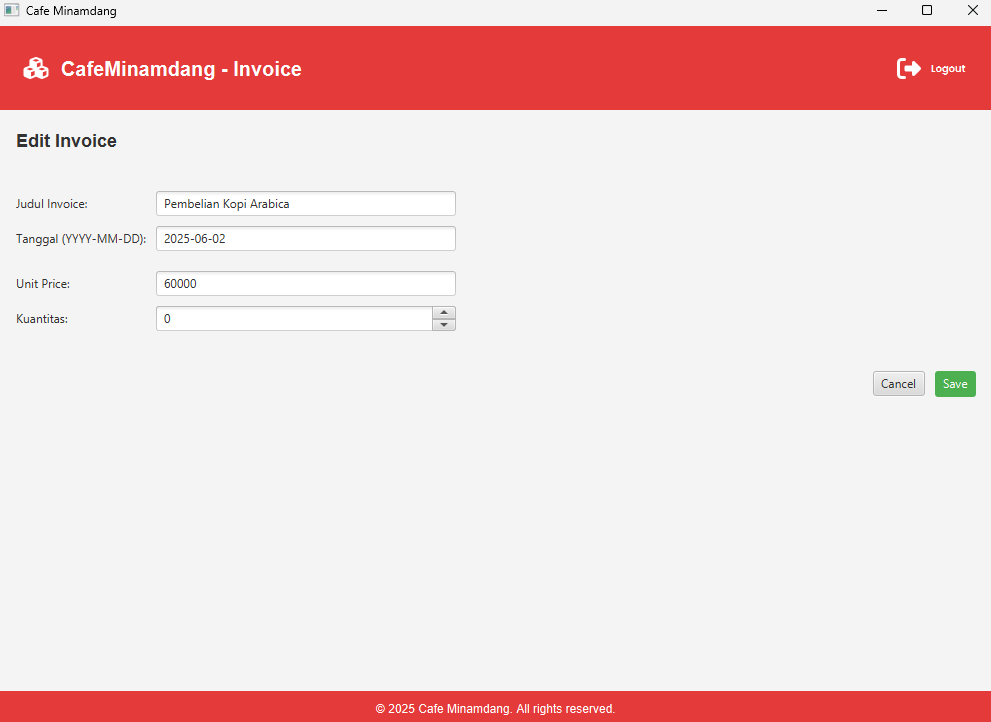 Cafe Minamdang
CafeMinamdang - Invoice
Logout
Edit Invoice
Judul Invoice: Pembelian Kopi Arabica
Tanggal (YYYY-MM-DD): 2025-06-02
Unit Price: 60000
Kuantitas: 0
Cancel Save
© 2025 Cafe Minamdang. All rights reserved.